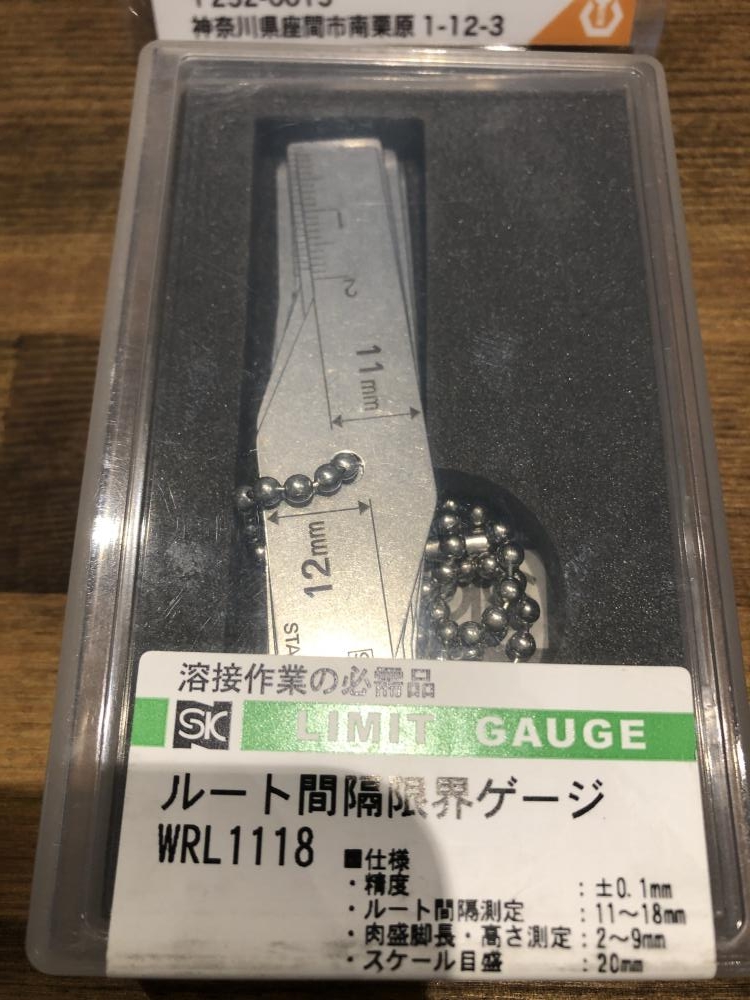 神奈川県座間市南栗原 1-12-3
1
2
11mm
12mm
STA
溶接作業の必需品
SK LIMIT GAUGE
ルート間隔限界ゲージ
WRL1118
■仕様
・精度 : ±0.1mm
・ルート間隔測定 : 11～18mm
・肉盛脚長・高さ測定 : 2～9mm
・スケール目盛 : 20mm